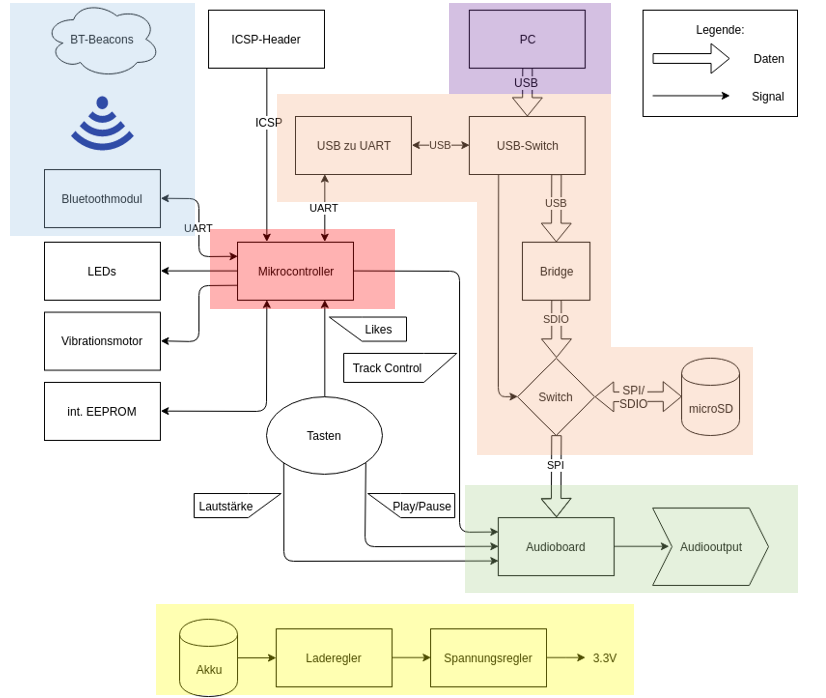 BT-Beacons
ICSP-Header
PC
Legende:
Daten
Signal
USB
ICSP
USB zu UART
USB
USB-Switch
Bluetoothmodul
UART
USB
UART
LEDs
Mikrocontroller
Bridge
SDIO
Vibrationsmotor
Likes
Track Control
int. EEPROM
Switch
SPI/
SDIO
microSD
Tasten
SPI
Lautstärke
Play/Pause
Audioboard
Audiooutput
Akku
Laderegler
Spannungsregler
3.3V